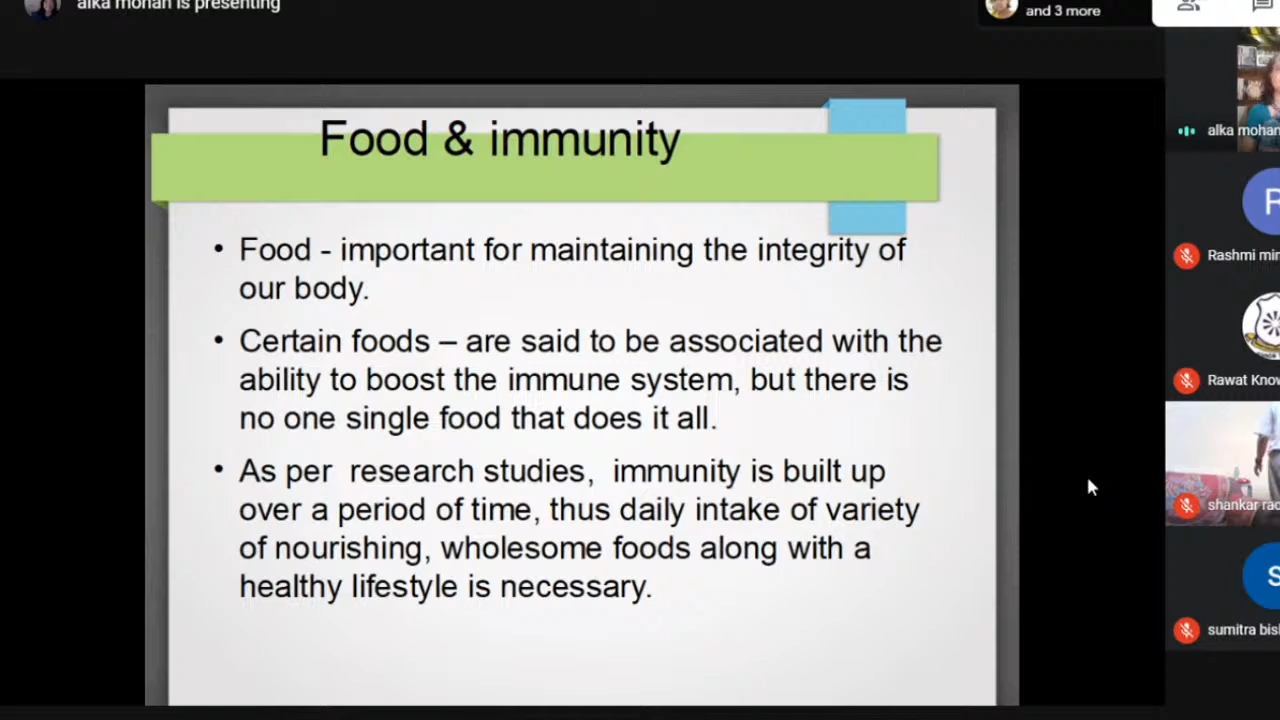 alka mohan is presenting
and 3 more
Food & immunity
• Food - important for maintaining the integrity of
our body.
• Certain foods – are said to be associated with the
ability to boost the immune system, but there is
no one single food that does it all.
• As per research studies, immunity is built up
over a period of time, thus daily intake of variety
of nourishing, wholesome foods along with a
healthy lifestyle is necessary.
alka mohan
R
Rashmi
Rawat
shankar
S
sumitra